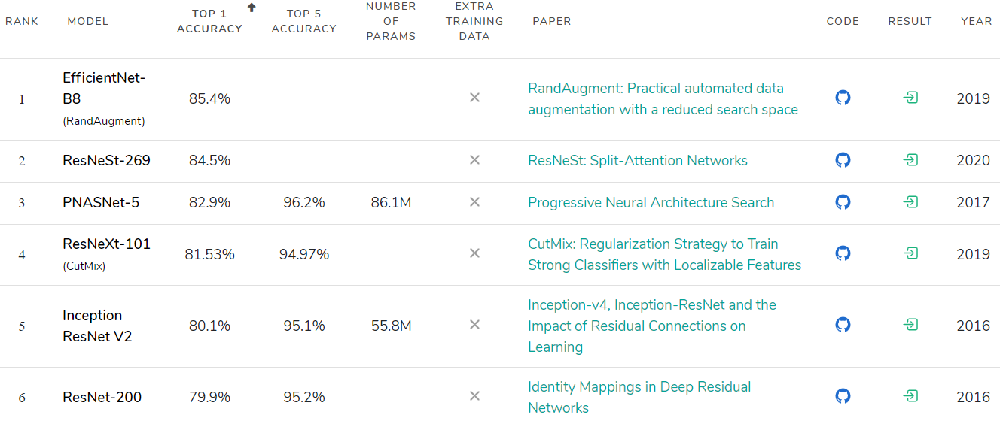 RANK MODEL TOP 1 ACCURACY TOP 5 ACCURACY NUMBER OF PARAMS EXTRA TRAINING DATA PAPER CODE RESULT YEAR
1 EfficientNet-B8 (RandAugment) 85.4% RandAugment: Practical automated data augmentation with a reduced search space 2019
2 ResNeSt-269 84.5% ResNeSt: Split-Attention Networks 2020
3 PNASNet-5 82.9% 96.2% 86.1M Progressive Neural Architecture Search 2017
4 ResNeXt-101 (CutMix) 81.53% 94.97% CutMix: Regularization Strategy to Train Strong Classifiers with Localizable Features 2019
5 Inception ResNet V2 80.1% 95.1% 55.8M Inception-v4, Inception-ResNet and the Impact of Residual Connections on Learning 2016
6 ResNet-200 79.9% 95.2% Identity Mappings in Deep Residual Networks 2016